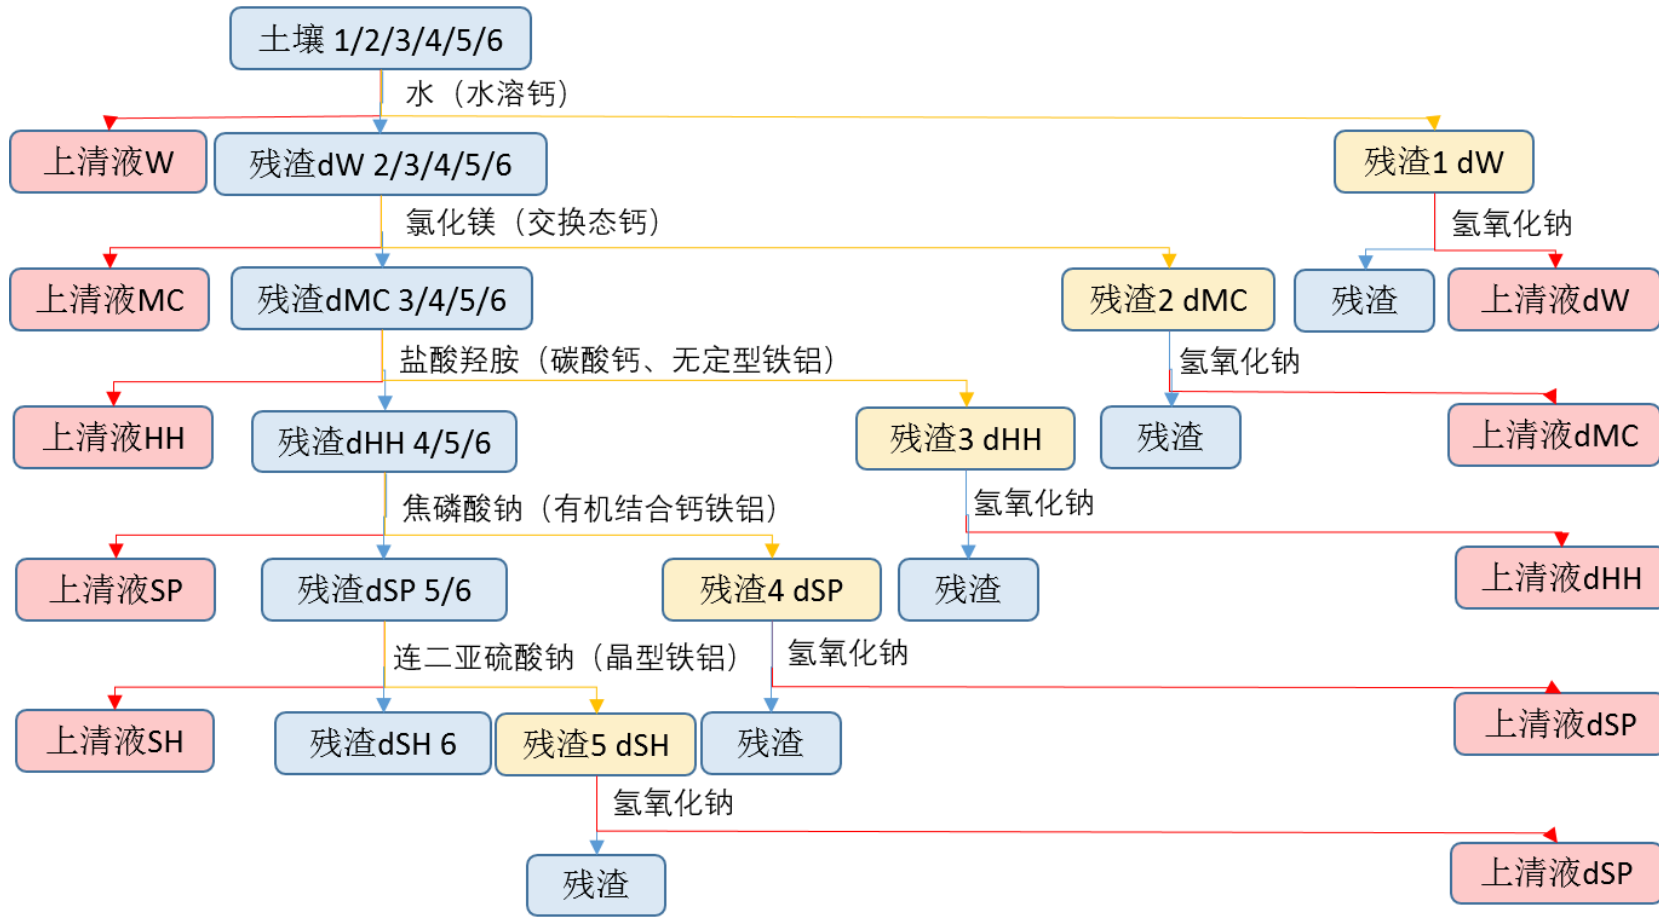 土壤 1/2/3/4/5/6
水（水溶钙）
上清液W
残渣dW 2/3/4/5/6
残渣1 dW
氯化镁（交换态钙）
氢氧化钠
上清液MC
残渣dMC 3/4/5/6
残渣2 dMC
残渣
上清液dW
盐酸羟胺（碳酸钙、无定型铁铝）
氢氧化钠
上清液HH
残渣dHH 4/5/6
残渣3 dHH
残渣
上清液dMC
焦磷酸钠（有机结合钙铁铝）
氢氧化钠
上清液SP
残渣dSP 5/6
残渣4 dSP
残渣
上清液dHH
连二亚硫酸钠（晶型铁铝）
氢氧化钠
上清液SH
残渣dSH 6
残渣5 dSH
残渣
上清液dSP
氢氧化钠
残渣
上清液dSP